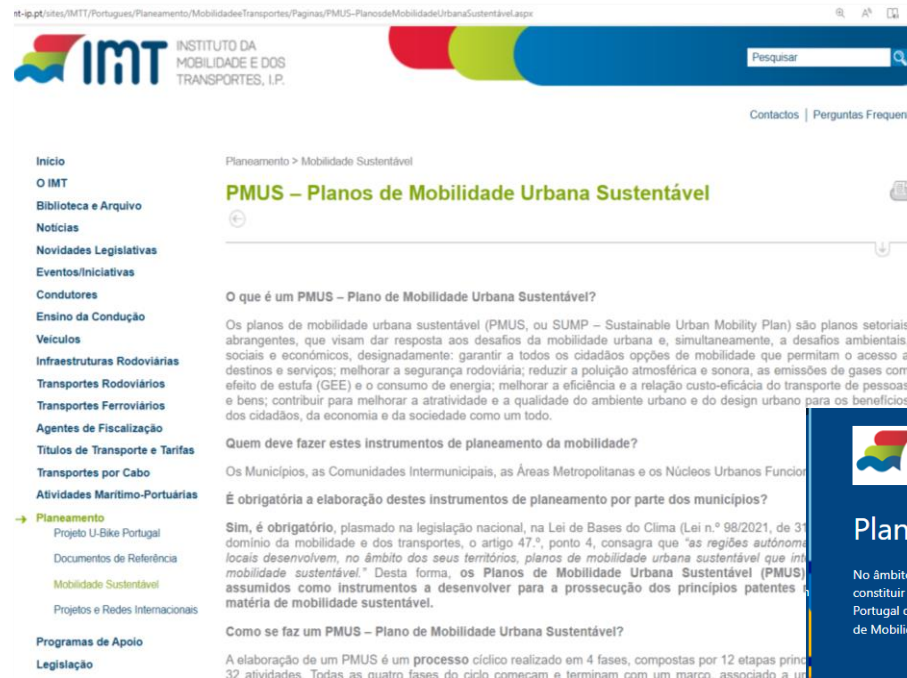 nt-ip.pt/sites/IMTT/Portugues/Planeamento/MobilidadeeTransportes/Paginas/PMUS-PlanosdeMobilidadeUrbanaSustentável.aspx
IMT
INSTITUTO DA
MOBILIDADE E DOS
TRANSPORTES, I.P.
Pesquisar
Contactos | Perguntas Frequen
Início
O IMT
Biblioteca e Arquivo
Notícias
Novidades Legislativas
Eventos/Iniciativas
Condutores
Ensino da Condução
Veículos
Infraestruturas Rodoviárias
Transportes Rodoviários
Transportes Ferroviários
Agentes de Fiscalização
Títulos de Transporte e Tarifas
Transportes por Cabo
Atividades Marítimo-Portuárias
Planeamento
Projeto U-Bike Portugal
Documentos de Referência
Mobilidade Sustentável
Projetos e Redes Internacionais
Programas de Apoio
Legislação
Planeamento > Mobilidade Sustentável
PMUS – Planos de Mobilidade Urbana Sustentável
O que é um PMUS – Plano de Mobilidade Urbana Sustentável?
Os planos de mobilidade urbana sustentável (PMUS, ou SUMP – Sustainable Urban Mobility Plan) são planos setoriais
abrangentes, que visam dar resposta aos desafios da mobilidade urbana e, simultaneamente, a desafios ambientais,
sociais e económicos, designadamente: garantir a todos os cidadãos opções de mobilidade que permitam o acesso a
destinos e serviços; melhorar a segurança rodoviária; reduzir a poluição atmosférica e sonora, as emissões de gases com
efeito de estufa (GEE) e o consumo de energia; melhorar a eficiência e a relação custo-eficácia do transporte de pessoas
e bens; contribuir para melhorar a atratividade e a qualidade do ambiente urbano e do design urbano para os benefícios
dos cidadãos, da economia e da sociedade como um todo.
Quem deve fazer estes instrumentos de planeamento da mobilidade?
Os Municípios, as Comunidades Intermunicipais, as Áreas Metropolitanas e os Núcleos Urbanos Funcion
É obrigatória a elaboração destes instrumentos de planeamento por parte dos municípios?
Sim, é obrigatório, plasmado na legislação nacional, na Lei de Bases do Clima (Lei n.º 98/2021, de 31
domínio da mobilidade e dos transportes, o artigo 47.º, ponto 4, consagra que "as regiões autónoma
locais desenvolvem, no âmbito dos seus territórios, planos de mobilidade urbana sustentável que int
mobilidade sustentável." Desta forma, os Planos de Mobilidade Urbana Sustentável (PMUS)
assumidos como instrumentos a desenvolver para a prossecução dos princípios patentes n
matéria de mobilidade sustentável.
Como se faz um PMUS – Plano de Mobilidade Urbana Sustentável?
A elaboração de um PMUS é um processo cíclico realizado em 4 fases, compostas por 12 etapas princ
32 atividades. Todas as quatro fases do ciclo começam e terminam com um marco, associado a um
Plan
No âmbito
constituir
Portugal d
de Mobilid